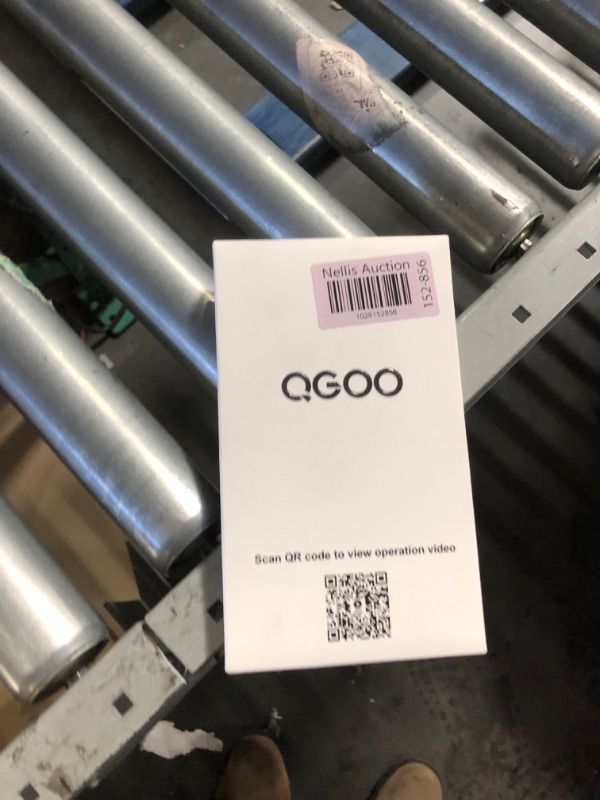 Nellis Auction
152-856
1026152856
QGOO
Scan QR code to view operation video